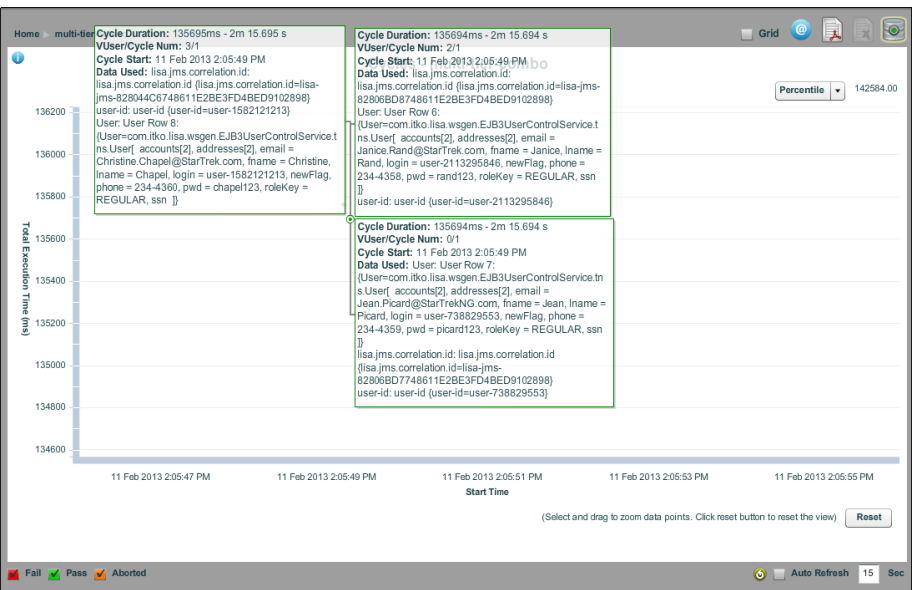 Home multi-tier
Grid
Cycle Duration: 135695ms - 2m 15.695 s
VUser/Cycle Num: 3/1
Cycle Start: 11 Feb 2013 2:05:49 PM
Data Used: lisa.jms.correlation.id:
lisa.jms.correlation.id {lisa.jms.correlation.id=lisa-
jms-828044C6748611E2BE3FD4BED9102898}
user-id: user-id {user-id=user-1582121213}
User: User Row 8:
{User=com.itko.lisa.wsgen.EJB3UserControlService.t
ns.User[ accounts[2], addresses[2], email =
Christine.Chapel@StarTrek.com, fname = Christine,
lname = Chapel, login = user-1582121213, newFlag,
phone = 234-4360, pwd = chapel123, roleKey =
REGULAR, ssn ]}
Cycle Duration: 135694ms - 2m 15.694 s
VUser/Cycle Num: 2/1
Cycle Start: 11 Feb 2013 2:05:49 PM
Data Used: lisa.jms.correlation.id:
lisa.jms.correlation.id {lisa.jms.correlation.id=lisa-jms-
82806BD8748611E2BE3FD4BED9102898}
User: User Row 6:
{User=com.itko.lisa.wsgen.EJB3UserControlService.t
ns.User[ accounts[2], addresses[2], email =
Janice.Rand@StarTrek.com, fname = Janice, lname =
Rand, login = user-2113295846, newFlag, phone =
234-4358, pwd = rand123, roleKey = REGULAR, ssn
]}
user-id: user-id {user-id=user-2113295846}
Cycle Duration: 135694ms - 2m 15.694 s
VUser/Cycle Num: 0/1
Cycle Start: 11 Feb 2013 2:05:49 PM
Data Used: User: User Row 7:
{User=com.itko.lisa.wsgen.EJB3UserControlService.tn
s.User[ accounts[2], addresses[2], email =
Jean.Picard@StarTrekNG.com, fname = Jean, lname =
Picard, login = user-738829553, newFlag, phone =
234-4359, pwd = picard123, roleKey = REGULAR, ssn
]}
lisa.jms.correlation.id: lisa.jms.correlation.id
{lisa.jms.correlation.id=lisa-jms-
82806BD7748611E2BE3FD4BED9102898}
user-id: user-id {user-id=user-738829553}
Percentile 142584.00
Total Execution Time (ms)
136200
136000
135800
135600
135400
135200
135000
134800
134600
11 Feb 2013 2:05:47 PM 11 Feb 2013 2:05:49 PM 11 Feb 2013 2:05:51 PM 11 Feb 2013 2:05:53 PM 11 Feb 2013 2:05:55 PM
Start Time
(Select and drag to zoom data points. Click reset button to reset the view) Reset
Fail Pass Aborted Auto Refresh 15 Sec